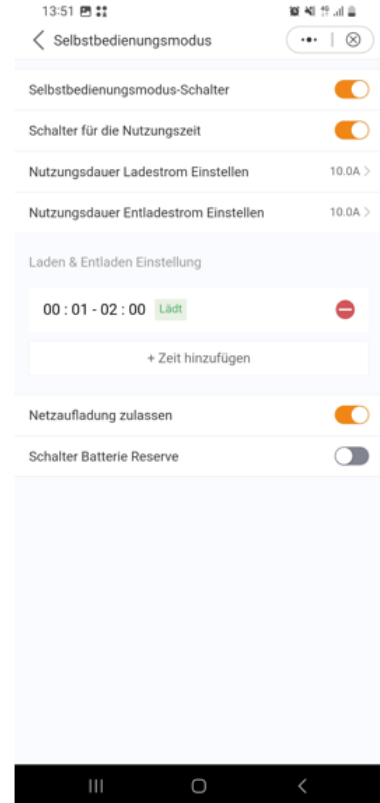 13:51
Selbstbedienungsmodus
Selbstbedienungsmodus-Schalter
Schalter für die Nutzungszeit
Nutzungsdauer Ladestrom Einstellen 10.0A >
Nutzungsdauer Entladestrom Einstellen 10.0A >
Laden & Entladen Einstellung
00 : 01 - 02 : 00 Lädt
+ Zeit hinzufügen
Netzaufladung zulassen
Schalter Batterie Reserve